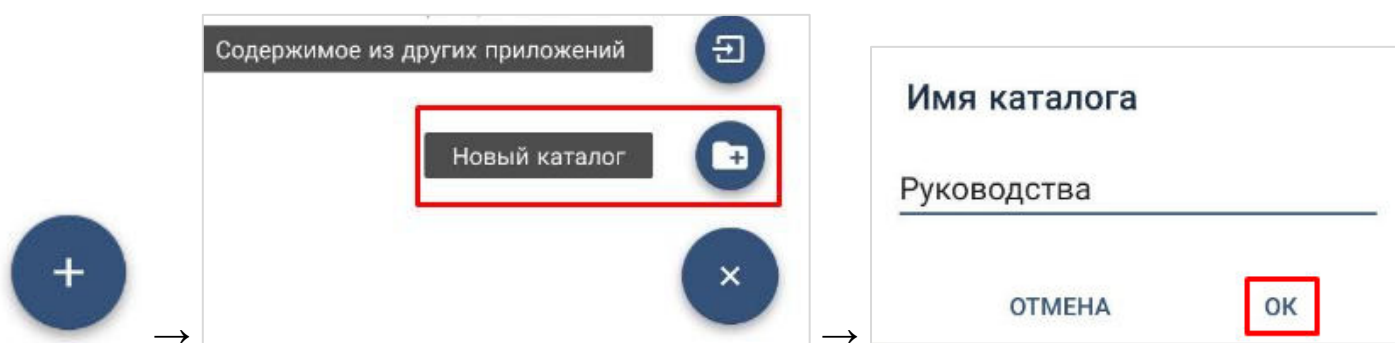 Содержимое из других приложений
Новый каталог
Имя каталога
Руководства
ОТМЕНА
ОК